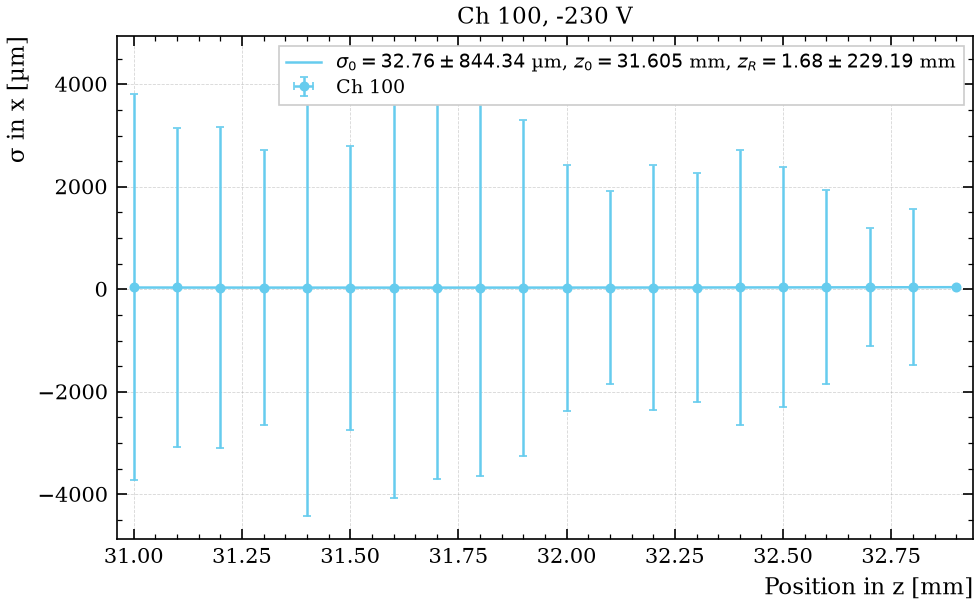 Ch 100, -230 V
σ in x [µm]
σ₀ = 32.76 ± 844.34 µm, z₀ = 31.605 mm, z_R = 1.68 ± 229.19 mm
Ch 100
4000
2000
0
−2000
−4000
31.00 31.25 31.50 31.75 32.00 32.25 32.50 32.75
Position in z [mm]